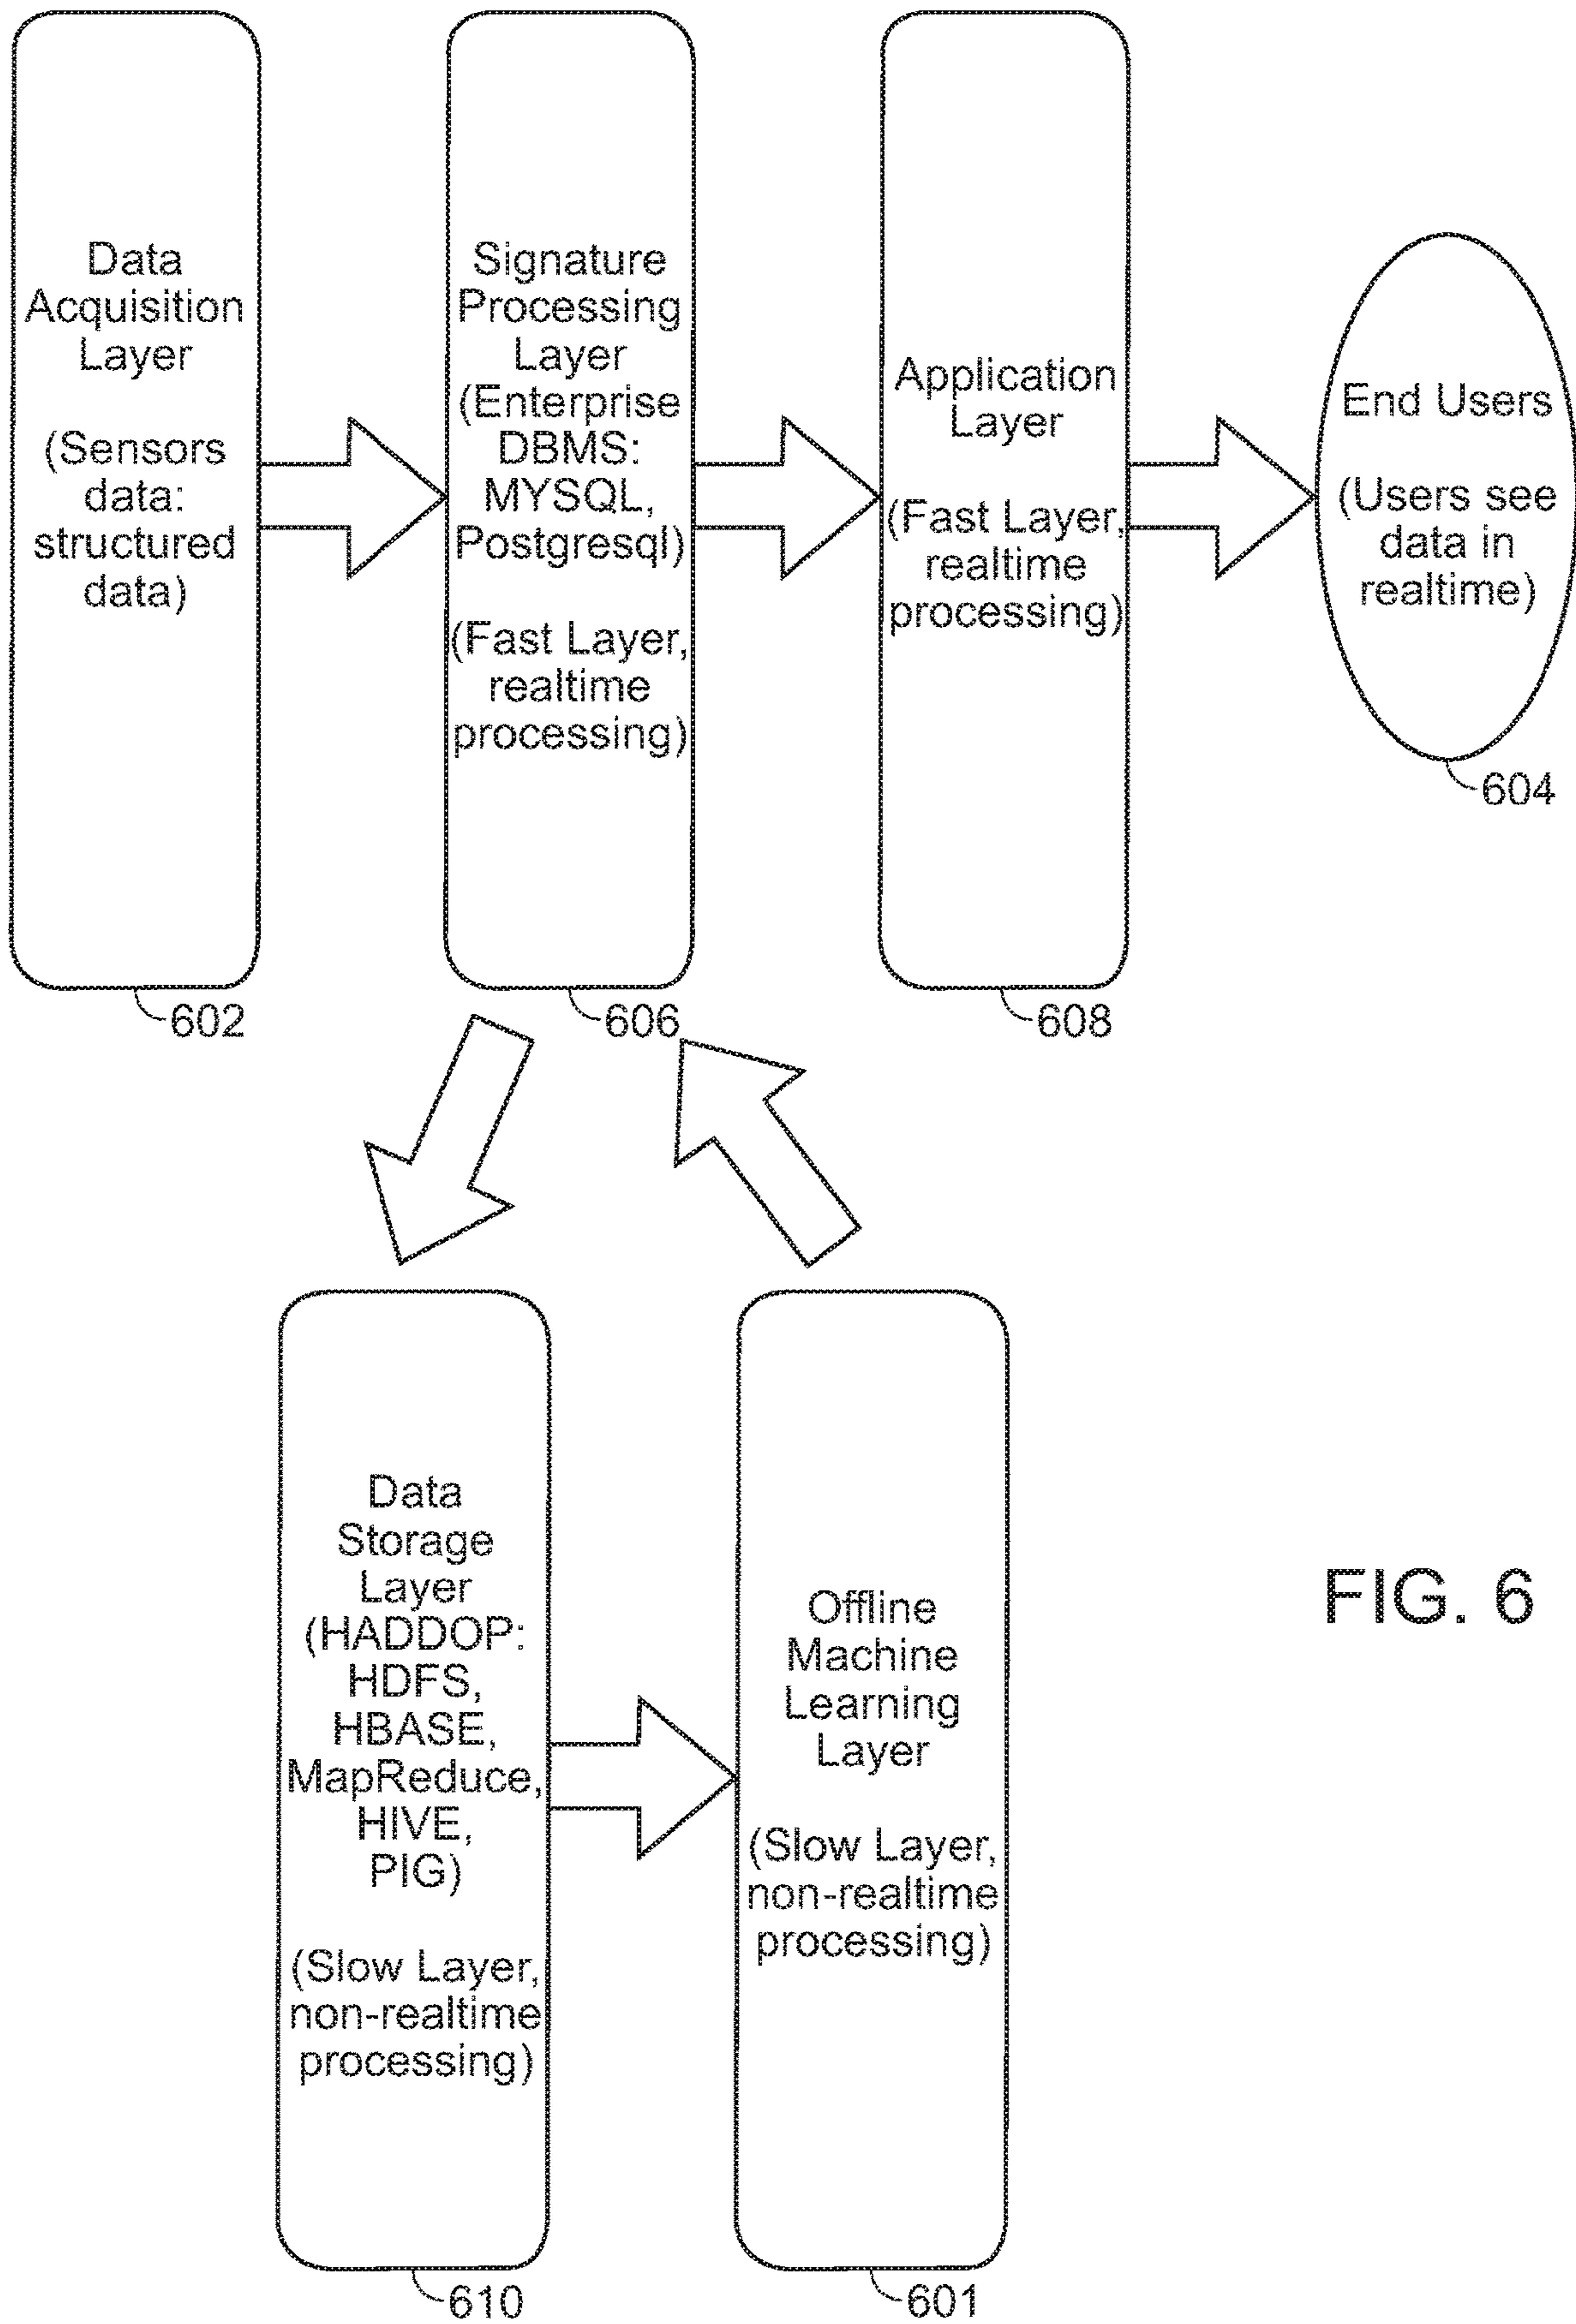 Data
Acquisition
Layer
(Sensors
data:
structured
data)
602
Signature
Processing
Layer
(Enterprise
DBMS:
MYSQL,
Postgresql)
(Fast Layer,
realtime
processing)
606
Application
Layer
(Fast Layer,
realtime
processing)
608
End Users
(Users see
data in
realtime)
604
Data
Storage
Layer
(HADDOP:
HDFS,
HBASE,
MapReduce,
HIVE,
PIG)
(Slow Layer,
non-realtime
processing)
610
Offline
Machine
Learning
Layer
(Slow Layer,
non-realtime
processing)
601
FIG. 6